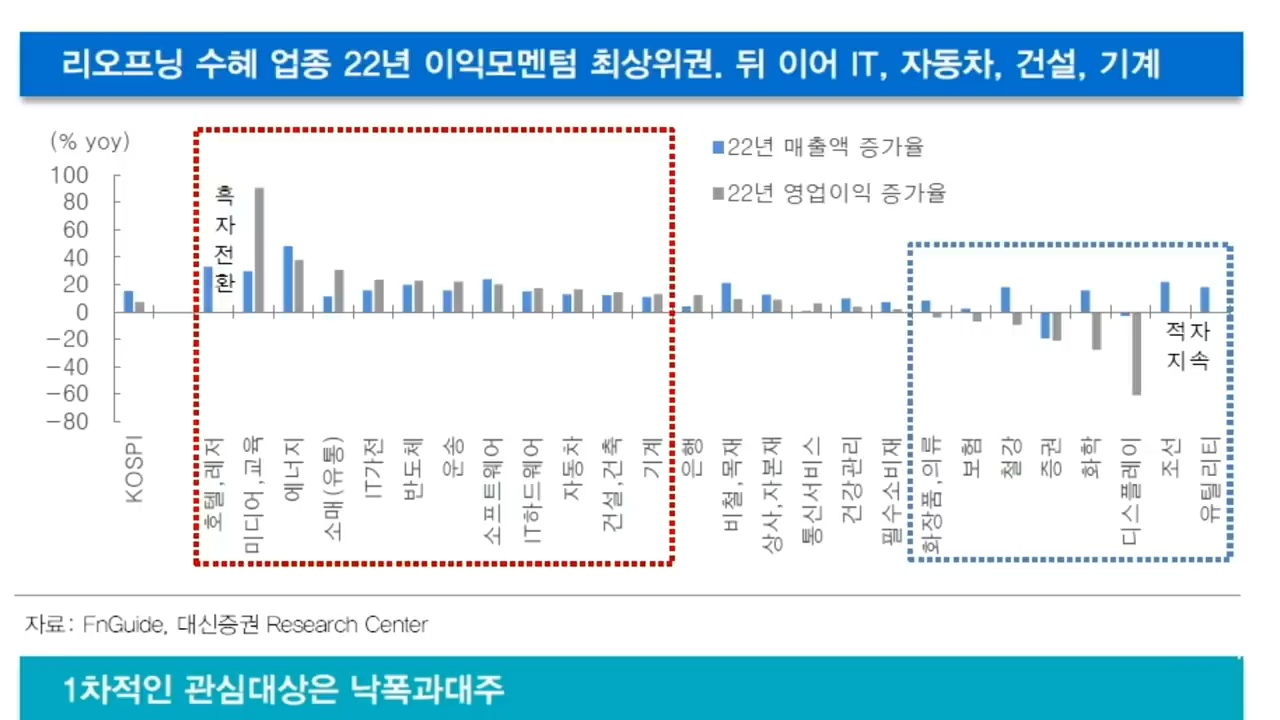 리오프닝 수혜 업종 22년 이익모멘텀 최상위권. 뒤 이어 IT, 자동차, 건설, 기계
(% yoy)
22년 매출액 증가율
22년 영업이익 증가율
100
80
60
40
20
0
-20
-40
-60
-80
흑
자
전
환
적자
지속
KOSPI
호텔,레저
미디어,교육
에너지
소매(유통)
IT가전
반도체
운송
소프트웨어
IT하드웨어
자동차
건설,건축
기계
은행
비철,목재
상사,자본재
통신서비스
건강관리
필수소비재
화장품,의류
보험
철강
증권
화학
디스플레이
조선
유틸리티
자료: FnGuide, 대신증권 Research Center
1차적인 관심대상은 낙폭과대주